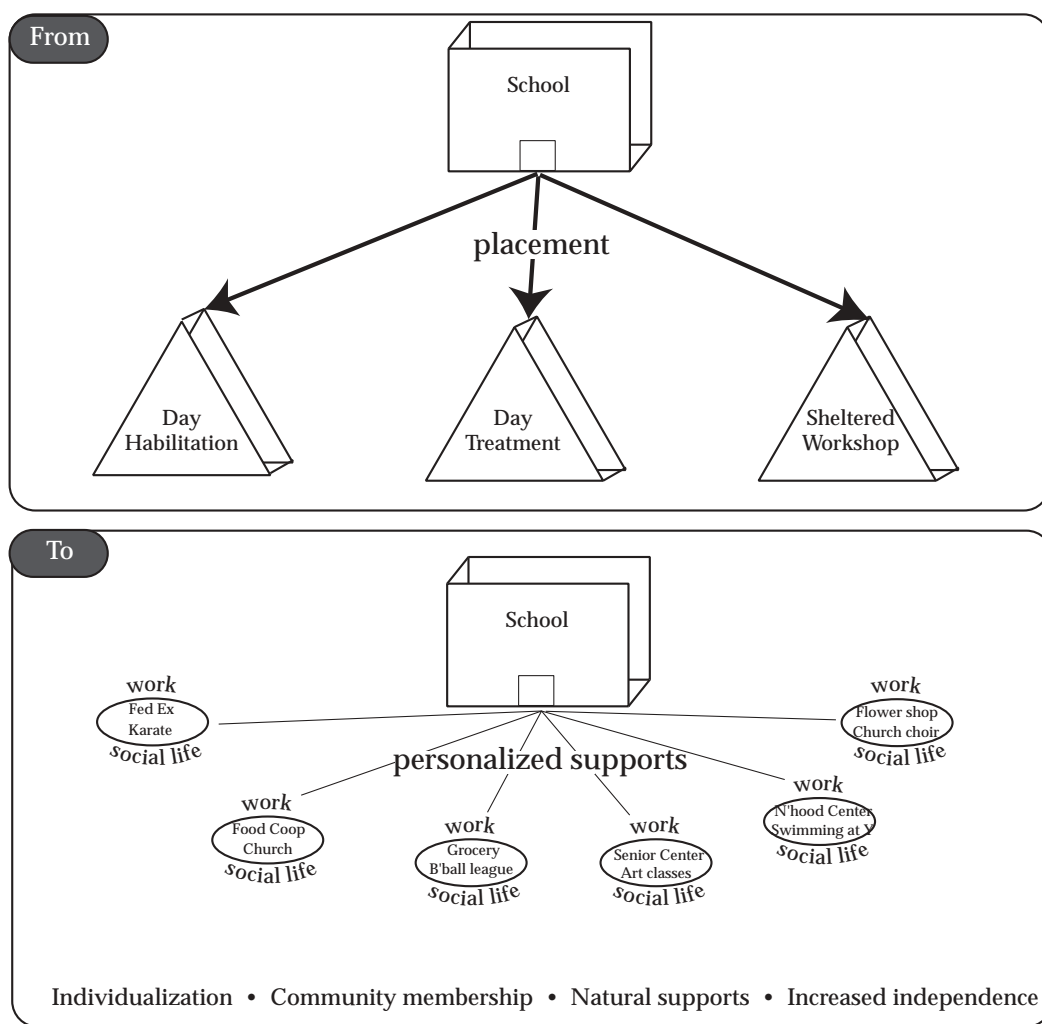 From
School
placement
Day
Habilitation
Day
Treatment
Sheltered
Workshop
To
School
work
Fed Ex
Karate
social life
work
Flower shop
Church choir
social life
personalized supports
work
Food Coop
Church
social life
work
Grocery
B'ball league
social life
work
Senior Center
Art classes
social life
work
N'hood Center
Swimming at Y
social life
Individualization • Community membership • Natural supports • Increased independence